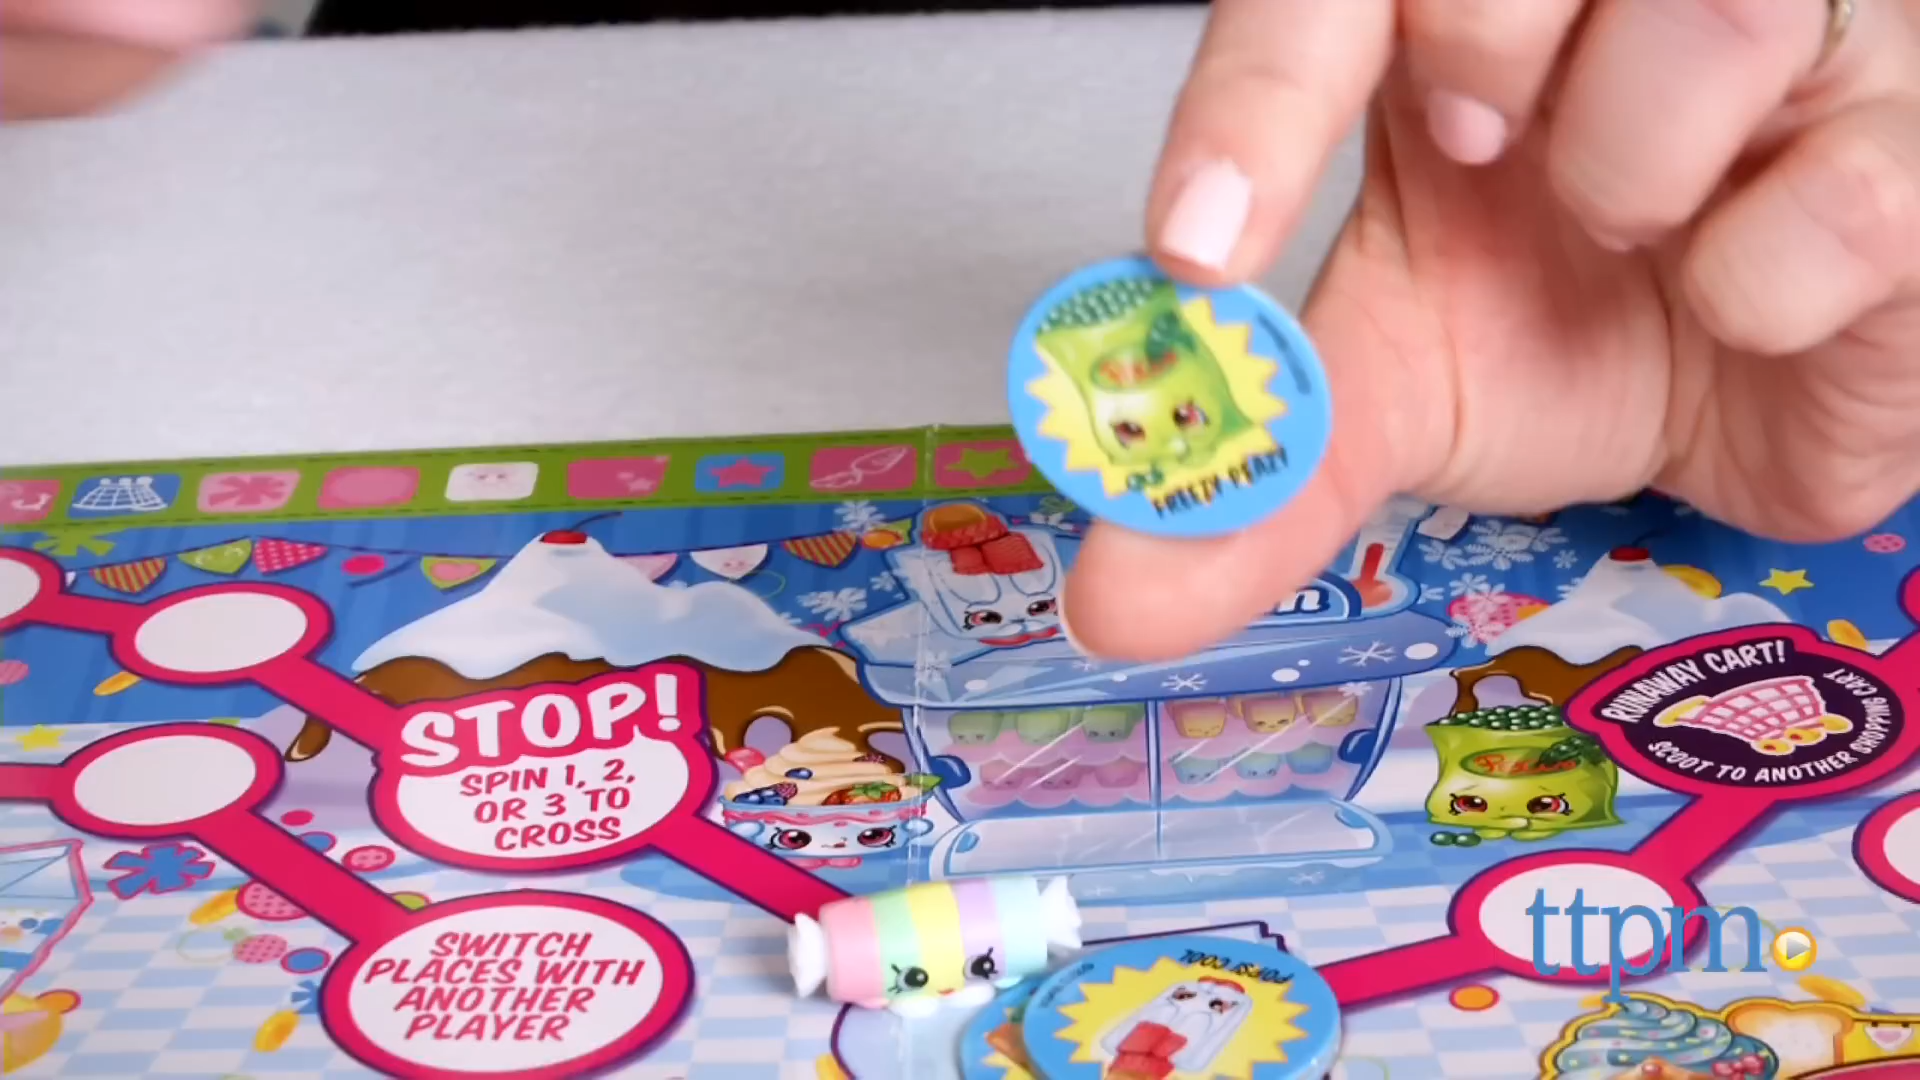 FREEZY PEAZY
STOP!
SPIN 1, 2,
OR 3 TO
CROSS
SWITCH
PLACES WITH
ANOTHER
PLAYER
RUNAWAY CART!
SCOOT TO ANOTHER SHOPPING CART
POPSI COOL
ttpm